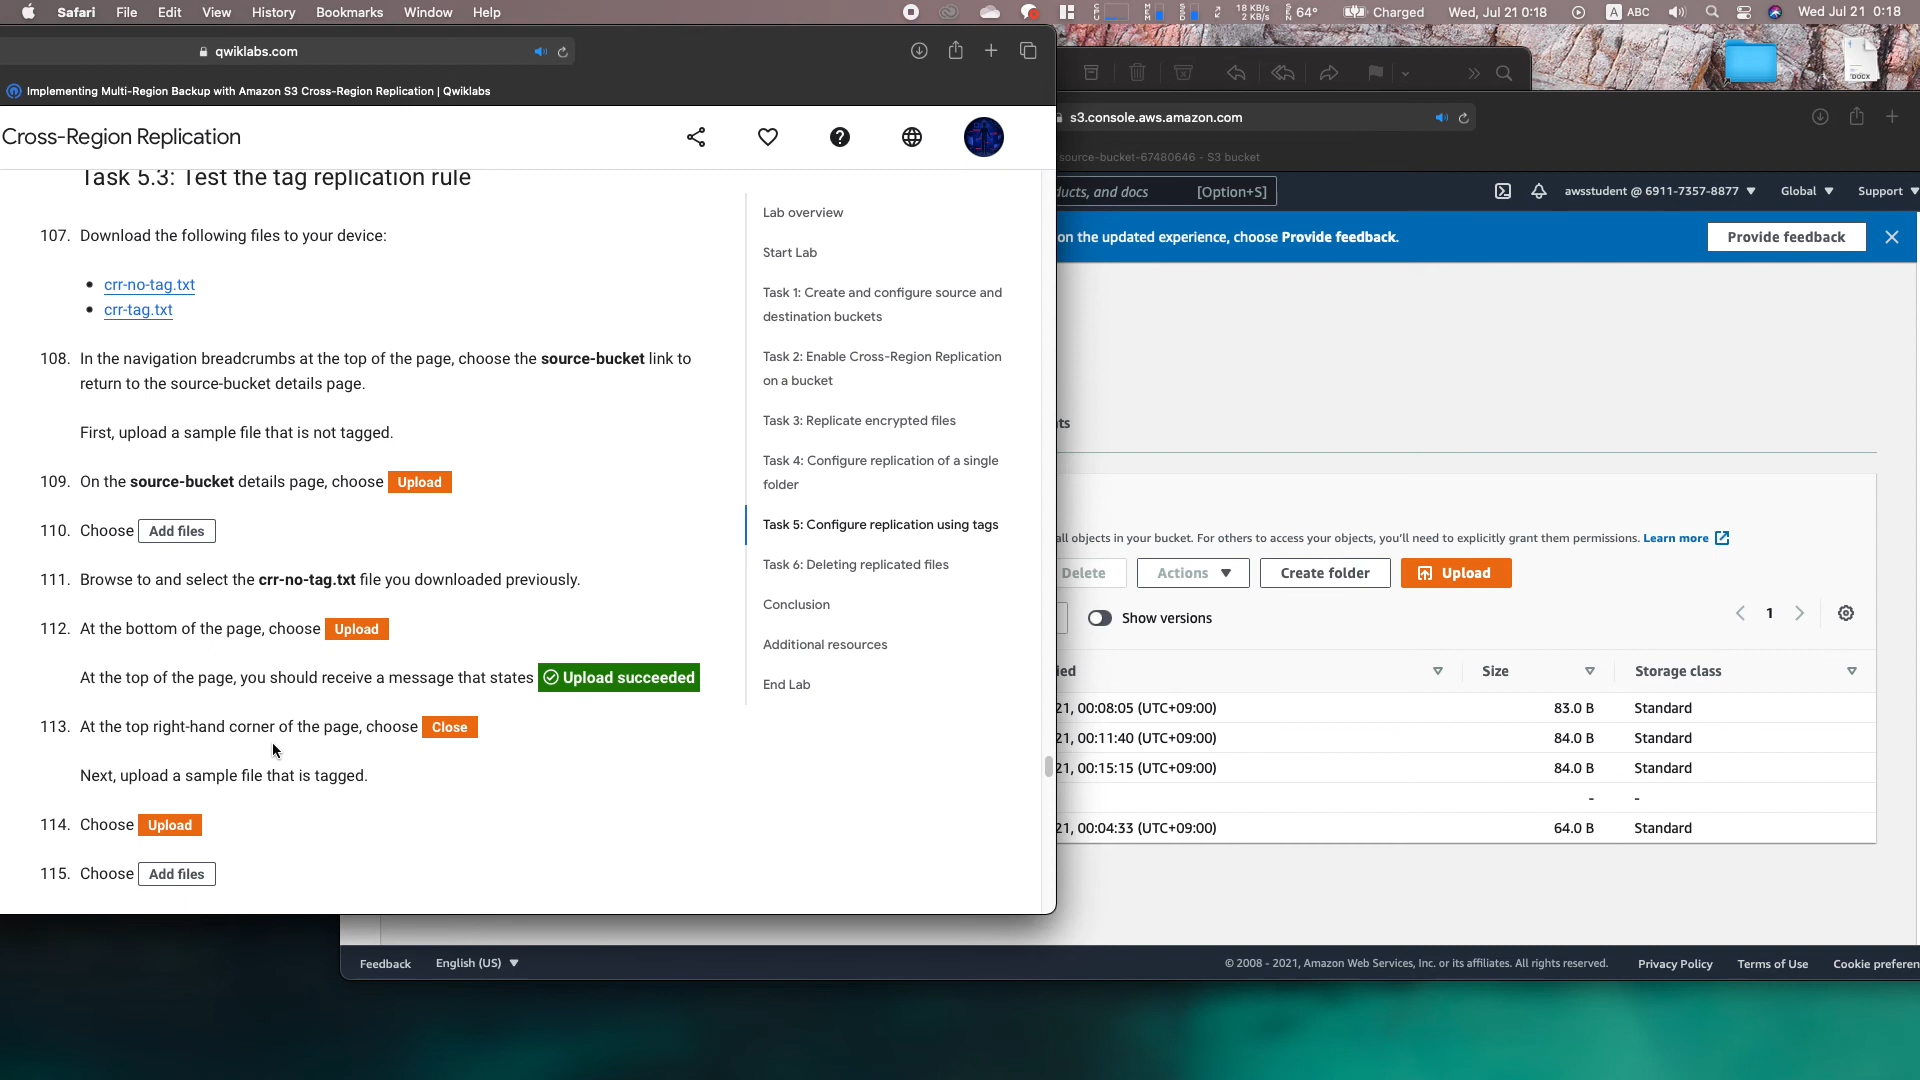 Safari File Edit View History Bookmarks Window Help
18 KB/s
2 KB/s
64°
Charged Wed, Jul 21 0:18 A ABC Wed Jul 21 0:18
qwiklabs.com
Implementing Multi-Region Backup with Amazon S3 Cross-Region Replication | Qwiklabs
DOCX
s3.console.aws.amazon.com
source-bucket-67480646 - S3 bucket
ducts, and docs [Option+S] awsstudent @ 6911-7357-8877 Global Support
on the updated experience, choose Provide feedback. Provide feedback
Cross-Region Replication
Task 5.3: Test the tag replication rule
107. Download the following files to your device:
crr-no-tag.txt
crr-tag.txt
108. In the navigation breadcrumbs at the top of the page, choose the source-bucket link to
return to the source-bucket details page.
First, upload a sample file that is not tagged.
109. On the source-bucket details page, choose Upload
110. Choose Add files
111. Browse to and select the crr-no-tag.txt file you downloaded previously.
112. At the bottom of the page, choose Upload
At the top of the page, you should receive a message that states Upload succeeded
113. At the top right-hand corner of the page, choose Close
Next, upload a sample file that is tagged.
114. Choose Upload
115. Choose Add files
Lab overview
Start Lab
Task 1: Create and configure source and
destination buckets
Task 2: Enable Cross-Region Replication
on a bucket
Task 3: Replicate encrypted files
Task 4: Configure replication of a single
folder
Task 5: Configure replication using tags
Task 6: Deleting replicated files
Conclusion
Additional resources
End Lab
ts
all objects in your bucket. For others to access your objects, you'll need to explicitly grant them permissions. Learn more
Delete Actions Create folder Upload
Show versions 1
ied Size Storage class
21, 00:08:05 (UTC+09:00) 83.0 B Standard
21, 00:11:40 (UTC+09:00) 84.0 B Standard
21, 00:15:15 (UTC+09:00) 84.0 B Standard
- -
21, 00:04:33 (UTC+09:00) 64.0 B Standard
Feedback English (US) © 2008 - 2021, Amazon Web Services, Inc. or its affiliates. All rights reserved. Privacy Policy Terms of Use Cookie preferen